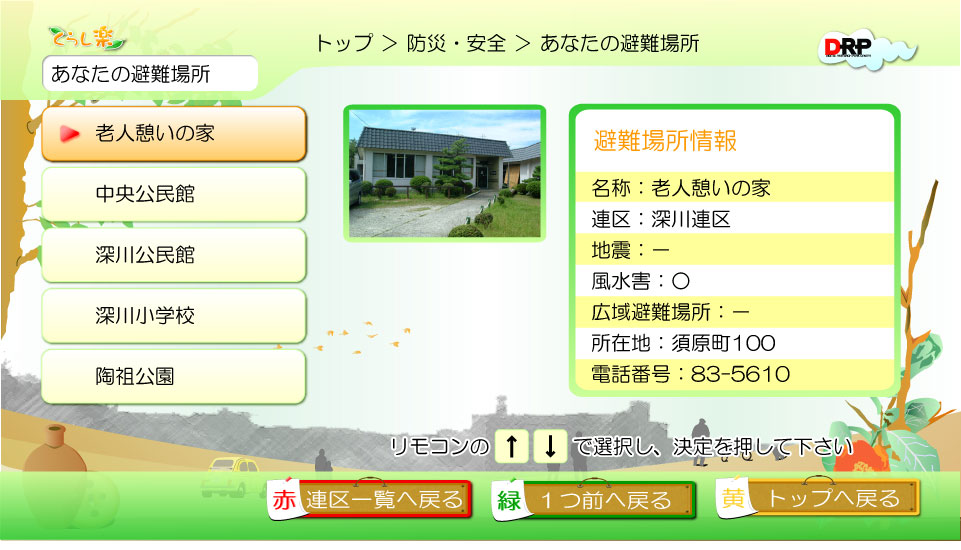 どうし楽
トップ ＞ 防災・安全 ＞ あなたの避難場所
DRP
あなたの避難場所
老人憩いの家
中央公民館
深川公民館
深川小学校
陶祖公園
避難場所情報
名称：老人憩いの家
連区：深川連区
地震：ー
風水害：〇
広域避難場所：ー
所在地：須原町100
電話番号：83-5610
リモコンの ↑ ↓ で選択し、決定を押して下さい
赤 連区一覧へ戻る
緑 １つ前へ戻る
黄 トップへ戻る